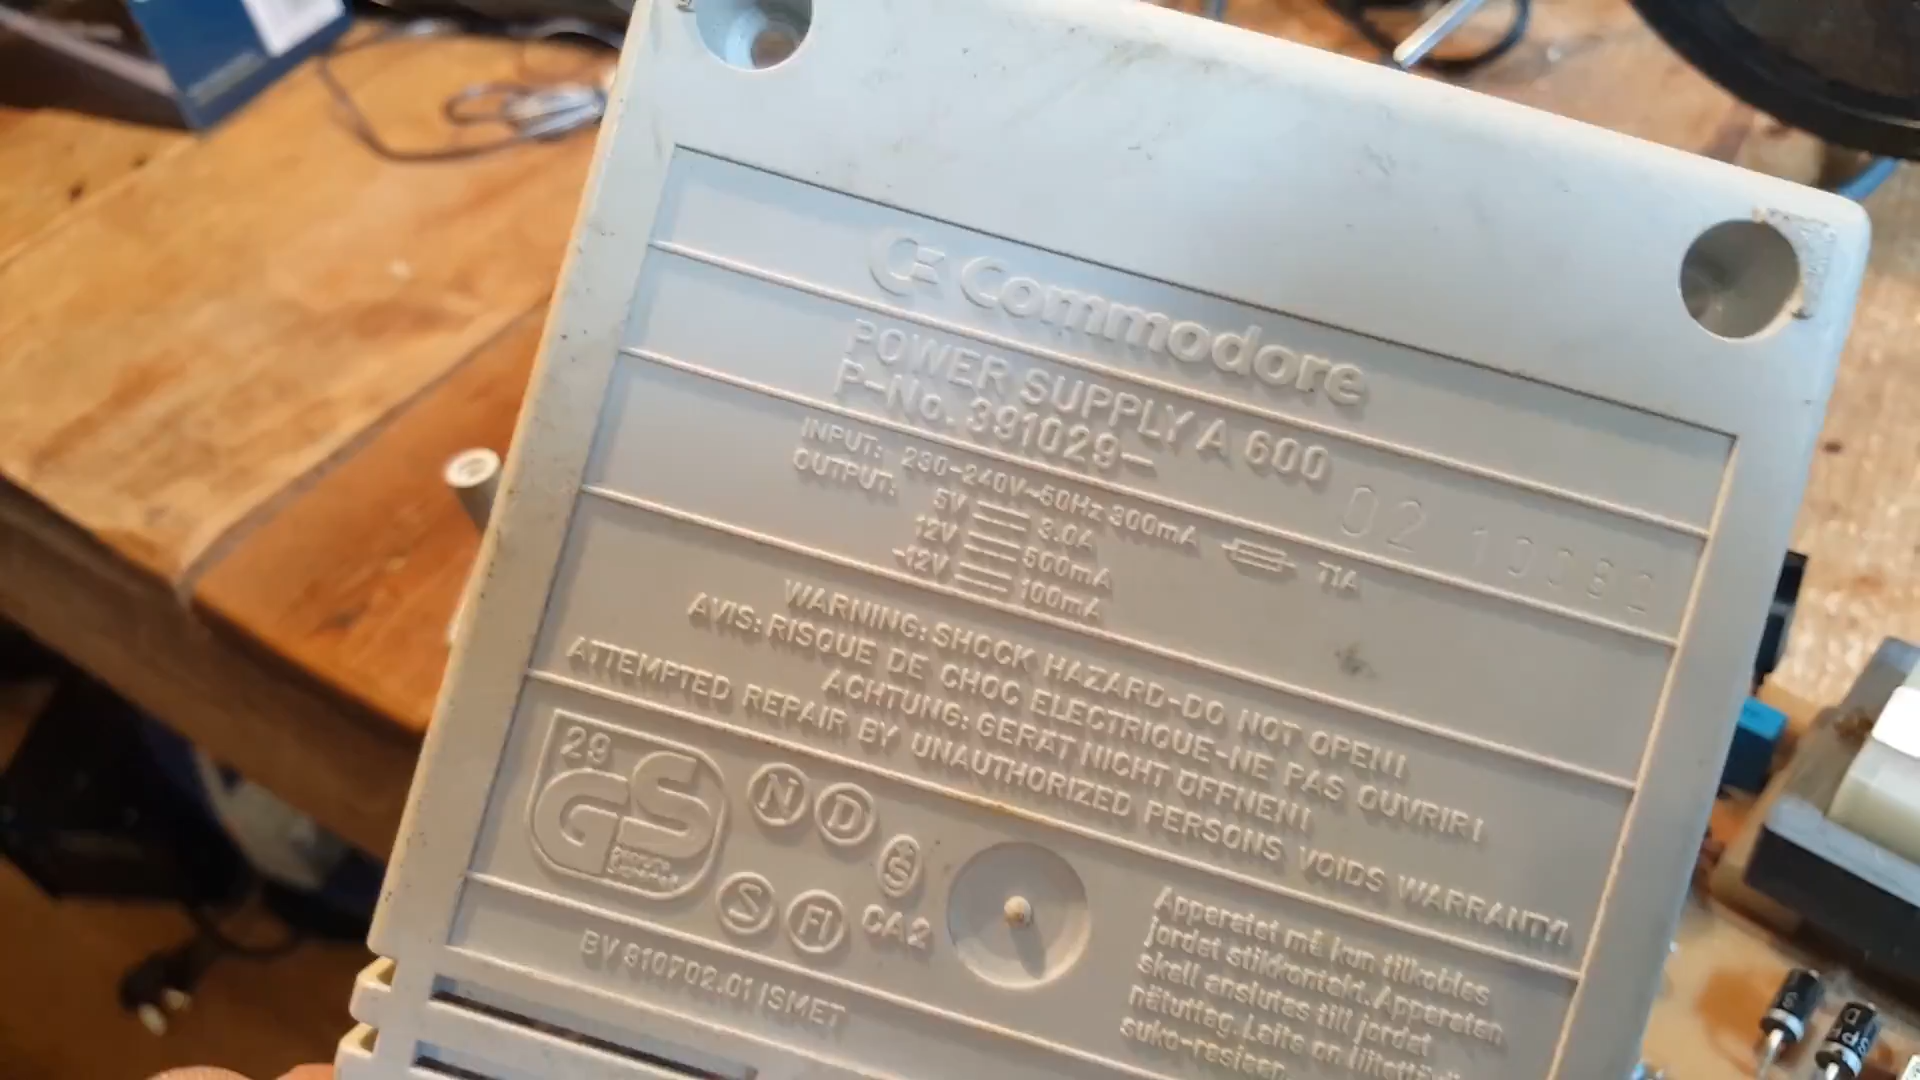 C= Commodore
POWER SUPPLY A 600
P-No. 391029- 02
INPUT: 230-240V~50Hz 300mA T1A
OUTPUT: 5V 3.0A
12V 500mA
-12V 100mA
WARNING: SHOCK HAZARD-DO NOT OPEN!
AVIS: RISQUE DE CHOC ELECTRIQUE-NE PAS OUVRIR!
ACHTUNG: GERÄT NICHT ÖFFNEN!
ATTEMPTED REPAIR BY UNAUTHORIZED PERSONS VOIDS WARRANTY!
29
GS
N D S
S FI CA2
BV 910702.01 ISMET
Apparatet må kun tilkobles
jordet stikkontakt. Apparaten
skall anslutas till jordat
nätuttag. Laite on
suko-rasiaan.